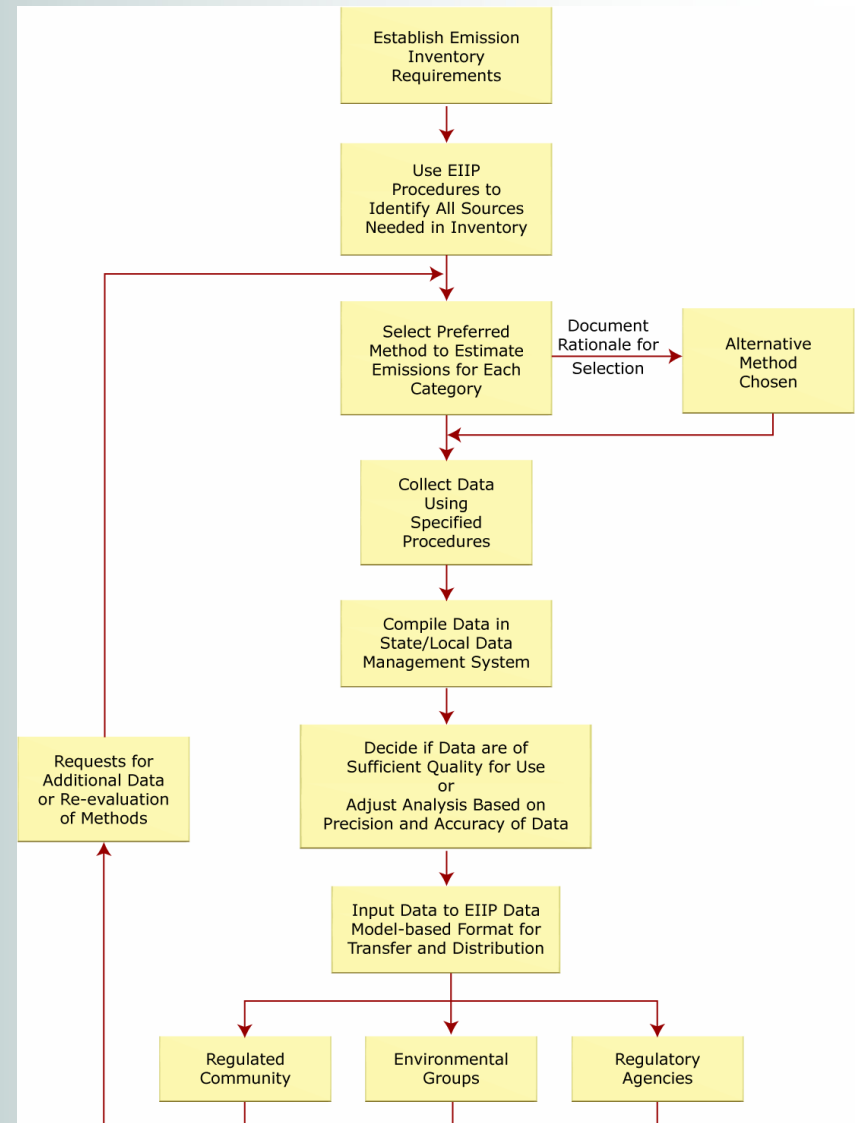 Establish Emission
Inventory
Requirements
Use EIIP
Procedures to
Identify All Sources
Needed in Inventory
Select Preferred
Method to Estimate
Emissions for Each
Category
Document
Rationale for
Selection
Alternative
Method
Chosen
Collect Data
Using
Specified
Procedures
Compile Data in
State/Local Data
Management System
Requests for
Additional Data
or Re-evaluation
of Methods
Decide if Data are of
Sufficient Quality for Use
or
Adjust Analysis Based on
Precision and Accuracy of Data
Input Data to EIIP Data
Model-based Format for
Transfer and Distribution
Regulated
Community
Environmental
Groups
Regulatory
Agencies